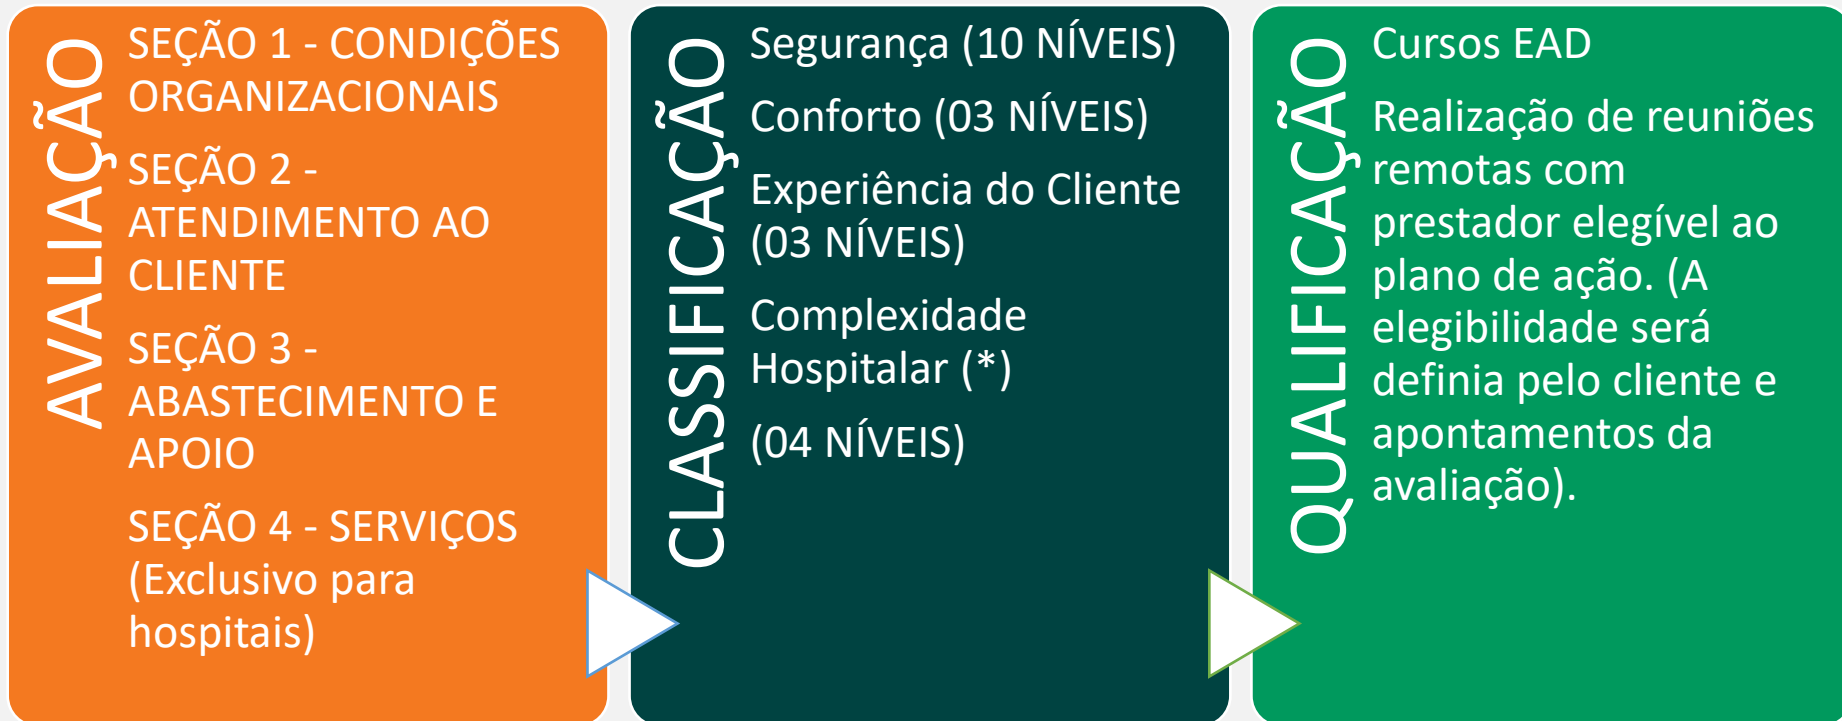 AVALIAÇÃO
SEÇÃO 1 - CONDIÇÕES
ORGANIZACIONAIS
SEÇÃO 2 -
ATENDIMENTO AO
CLIENTE
SEÇÃO 3 -
ABASTECIMENTO E
APOIO
SEÇÃO 4 - SERVIÇOS
(Exclusivo para
hospitais)
CLASSIFICAÇÃO
Segurança (10 NÍVEIS)
Conforto (03 NÍVEIS)
Experiência do Cliente
(03 NÍVEIS)
Complexidade
Hospitalar (*)
(04 NÍVEIS)
QUALIFICAÇÃO
Cursos EAD
Realização de reuniões
remotas com
prestador elegível ao
plano de ação. (A
elegibilidade será
definia pelo cliente e
apontamentos da
avaliação).